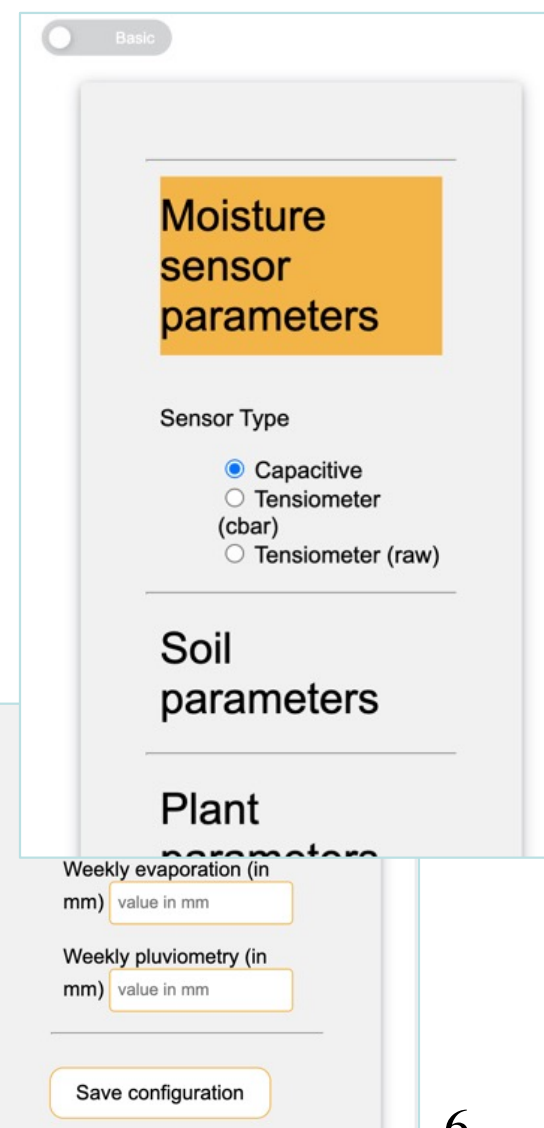 Basic
Moisture
sensor
parameters
Sensor Type
Capacitive
Tensiometer
(cbar)
Tensiometer (raw)
Soil
parameters
Plant
parameters
Weekly evaporation (in
mm) value in mm
Weekly pluviometry (in
mm) value in mm
Save configuration
6